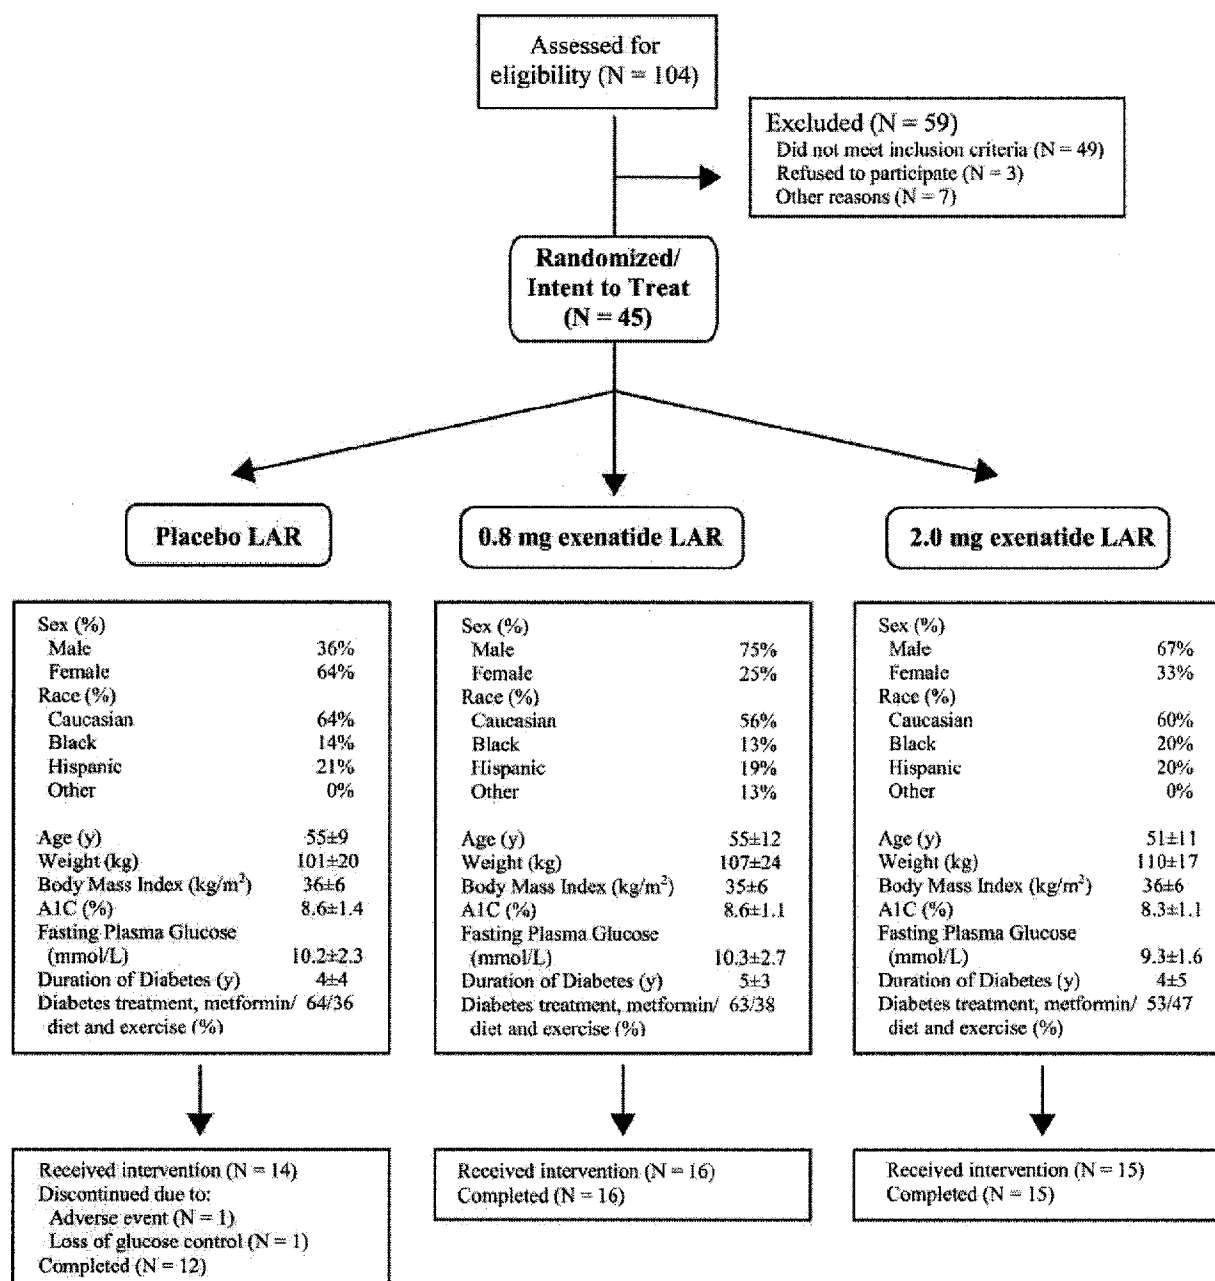 Assessed for
eligibility (N = 104)
Excluded (N = 59)
Did not meet inclusion criteria (N = 49)
Refused to participate (N = 3)
Other reasons (N = 7)
Randomized/
Intent to Treat
(N = 45)
Placebo LAR
0.8 mg exenatide LAR
2.0 mg exenatide LAR
Sex (%)
Male 36%
Female 64%
Race (%)
Caucasian 64%
Black 14%
Hispanic 21%
Other 0%
Age (y) 55±9
Weight (kg) 101±20
Body Mass Index (kg/m²) 36±6
A1C (%) 8.6±1.4
Fasting Plasma Glucose
(mmol/L) 10.2±2.3
Duration of Diabetes (y) 4±4
Diabetes treatment, metformin/ 64/36
diet and exercise (%)
Sex (%)
Male 75%
Female 25%
Race (%)
Caucasian 56%
Black 13%
Hispanic 19%
Other 13%
Age (y) 55±12
Weight (kg) 107±24
Body Mass Index (kg/m²) 35±6
A1C (%) 8.6±1.1
Fasting Plasma Glucose
(mmol/L) 10.3±2.7
Duration of Diabetes (y) 5±3
Diabetes treatment, metformin/ 63/38
diet and exercise (%)
Sex (%)
Male 67%
Female 33%
Race (%)
Caucasian 60%
Black 20%
Hispanic 20%
Other 0%
Age (y) 51±11
Weight (kg) 110±17
Body Mass Index (kg/m²) 36±6
A1C (%) 8.3±1.1
Fasting Plasma Glucose
(mmol/L) 9.3±1.6
Duration of Diabetes (y) 4±5
Diabetes treatment, metformin/ 53/47
diet and exercise (%)
Received intervention (N = 14)
Discontinued due to:
Adverse event (N = 1)
Loss of glucose control (N = 1)
Completed (N = 12)
Received intervention (N = 16)
Completed (N = 16)
Received intervention (N = 15)
Completed (N = 15)